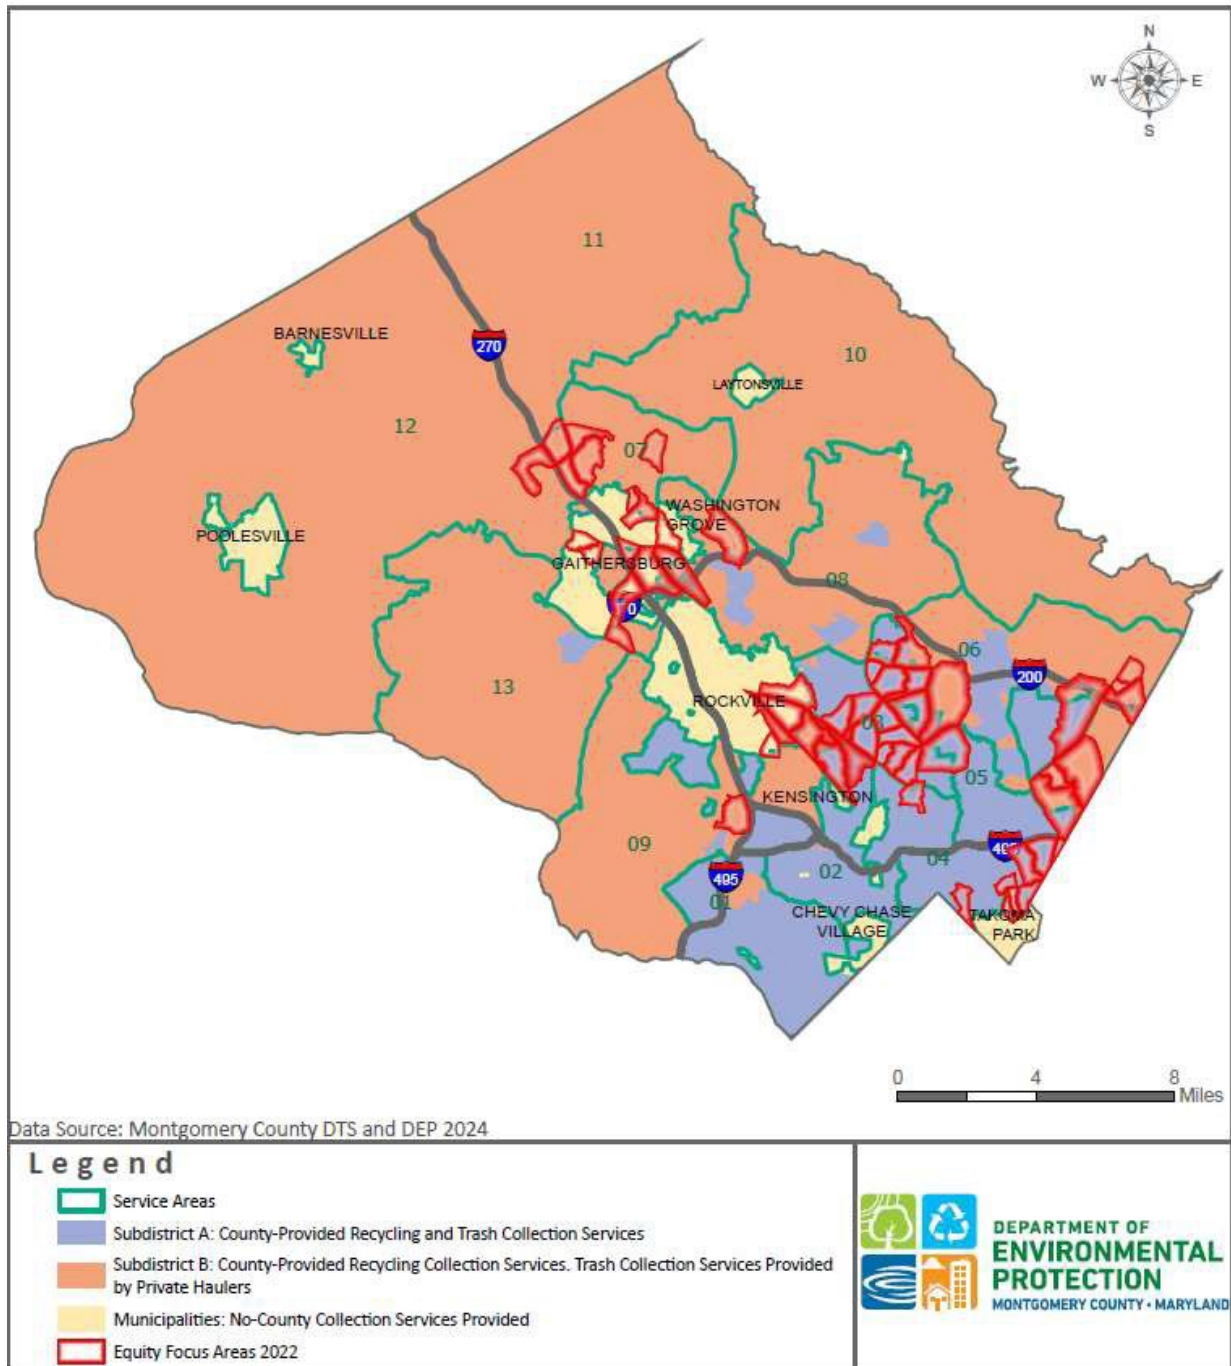 N
W E
S
11
BARNESVILLE
270
10
LAYTONSVILLE
12
07
WASHINGTON
GROVE
POOLESVILLE
GAITHERSBURG
08
0
06
13
200
ROCKVILLE
03
05
KENSINGTON
09
04
02
495
01
CHEVY CHASE
VILLAGE
TAKOMA
PARK
0 4 8
Miles
Data Source: Montgomery County DTS and DEP 2024
Legend
Service Areas
Subdistrict A: County-Provided Recycling and Trash Collection Services
Subdistrict B: County-Provided Recycling Collection Services. Trash Collection Services Provided
by Private Haulers
Municipalities: No-County Collection Services Provided
Equity Focus Areas 2022
DEPARTMENT OF
ENVIRONMENTAL
PROTECTION
MONTGOMERY COUNTY • MARYLAND